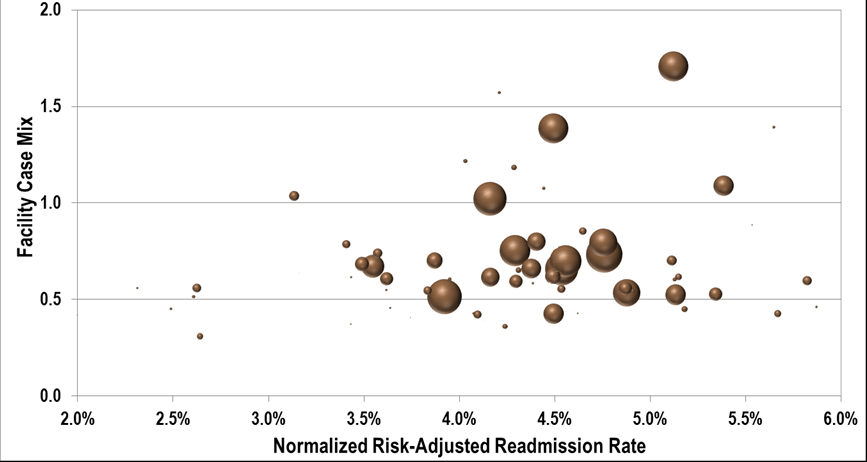 2.0
1.5
1.0
0.5
0.0
Facility Case Mix
2.0% 2.5% 3.0% 3.5% 4.0% 4.5% 5.0% 5.5% 6.0%
Normalized Risk-Adjusted Readmission Rate